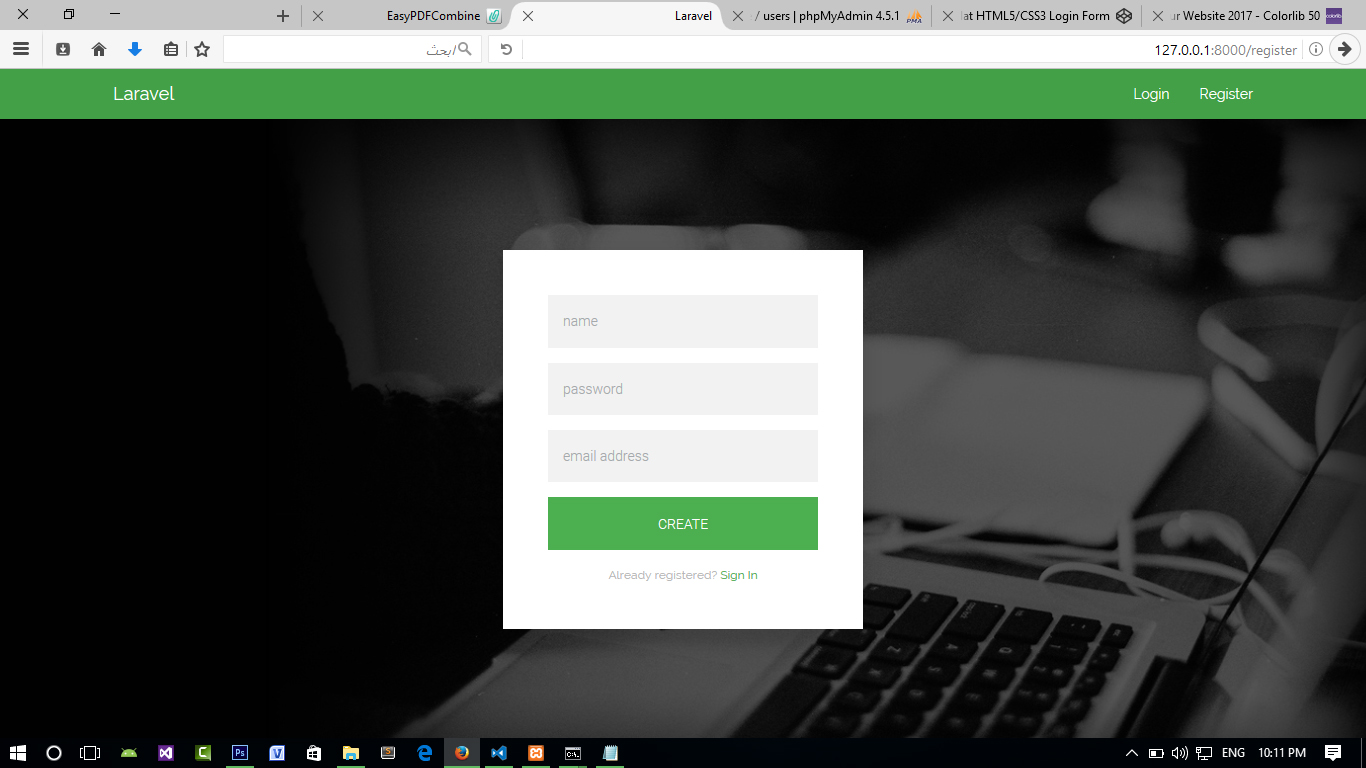 EasyPDFCombine
Laravel
/ users | phpMyAdmin 4.5.1
lat HTML5/CSS3 Login Form
ur Website 2017 - Colorlib 50
ابحث
127.0.0.1:8000/register
Laravel
Login
Register
name
password
email address
CREATE
Already registered? Sign In
ENG
10:11 PM